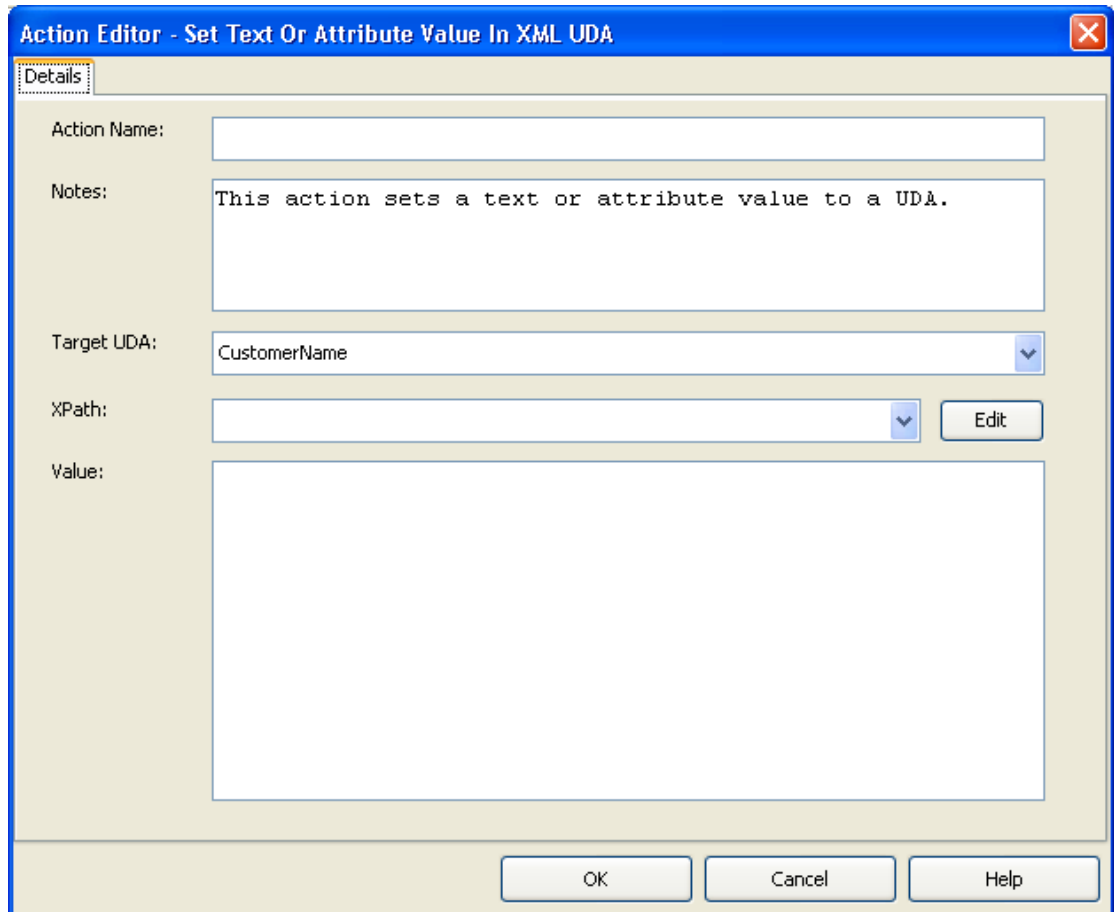 Action Editor - Set Text Or Attribute Value In XML UDA
Details
Action Name:
Notes:
This action sets a text or attribute value to a UDA.
Target UDA:
CustomerName
XPath:
Edit
Value:
OK
Cancel
Help